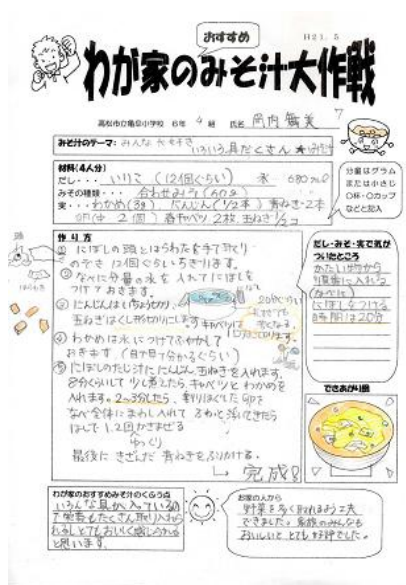 おすすめ
H21.5
わが家のみそ汁大作戦
高松市立亀阜小学校 6年 4組 氏名
みそ汁のテーマ:みんな大好き
いろいろ具だくさん★みそ汁
材料(4人分)
だし・・・いりこ(12個くらい) 水 680ml
みその種類・・・合わせみそ(60g)
実・・・わかめ(3g) にんじん(1/2本) 青ねぎ・2本
卵(中2個) 春キャベツ2枚 玉ねぎ1/2コ
分量はグラム
または小さじ
○杯・○カップ
などと記入
作り方
① にぼしの頭とはらわたを手で取り
のぞき 12個ぐらいちぎります。
② なべに分量の水を入れてにぼしを
つけておきます。
③ にんじんはいちょう切り、
玉ねぎはくし形切りにします。
④ わかめは水につけてふやかして
おきます。
⑤ にぼしのだし汁ににんじん、玉ねぎを入れます。
8分ぐらいして少し煮えたら、キャベツとわかめを
入れます。2〜3分したら、割りほぐした卵を
なべ全体にまわし入れて ふわっと浮いてきたら
はしで1,2回かきまぜる
ゆっくり
最後にきざんだ青ねぎをふりかける。
完成!
頭
はらわた
20分ぐらい
だし・みそ・実で気が
ついたところ
かたい物から
順番に入れる
にぼしをつける
時間は20分
できあがり図
わが家のおすすめみそ汁のくふう点
いろんな具が入っているの
で栄養もたくさん取り入れら
れるし とてもおいしく感じられる
と思います。
お家の人から
野菜を多く取れるよう工夫
できました。家族のみんなも
おいしいと とても好評でした。